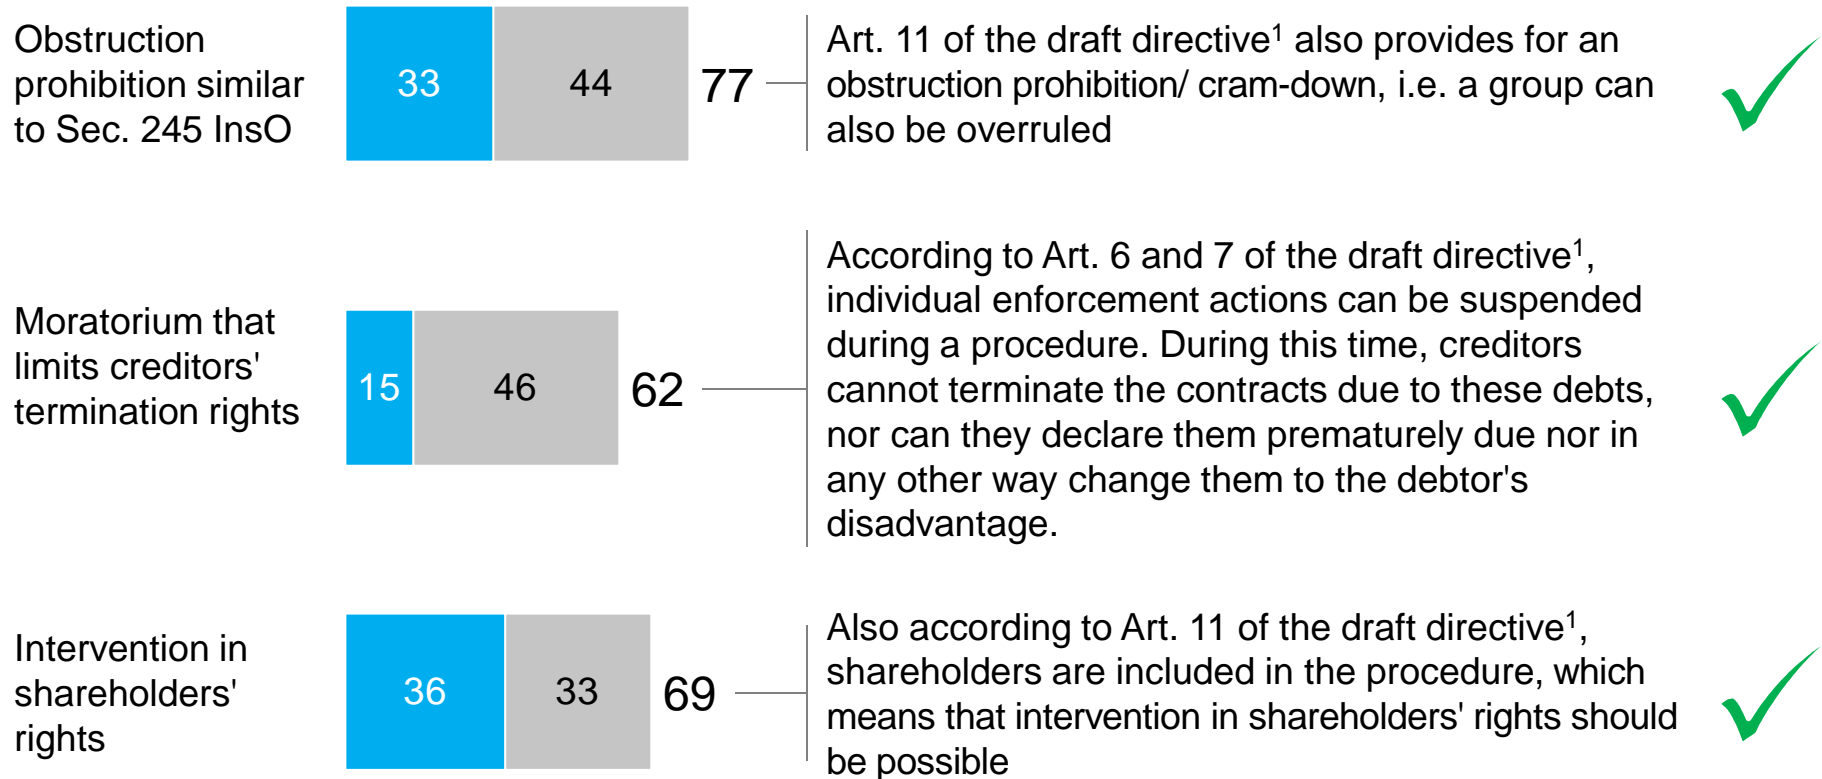 Obstruction
prohibition similar
to Sec. 245 InsO
33
44
77
Art. 11 of the draft directive¹ also provides for an
obstruction prohibition/ cram-down, i.e. a group can
also be overruled
Moratorium that
limits creditors'
termination rights
15
46
62
According to Art. 6 and 7 of the draft directive¹,
individual enforcement actions can be suspended
during a procedure. During this time, creditors
cannot terminate the contracts due to these debts,
nor can they declare them prematurely due nor in
any other way change them to the debtor's
disadvantage.
Intervention in
shareholders'
rights
36
33
69
Also according to Art. 11 of the draft directive¹,
shareholders are included in the procedure, which
means that intervention in shareholders' rights should
be possible